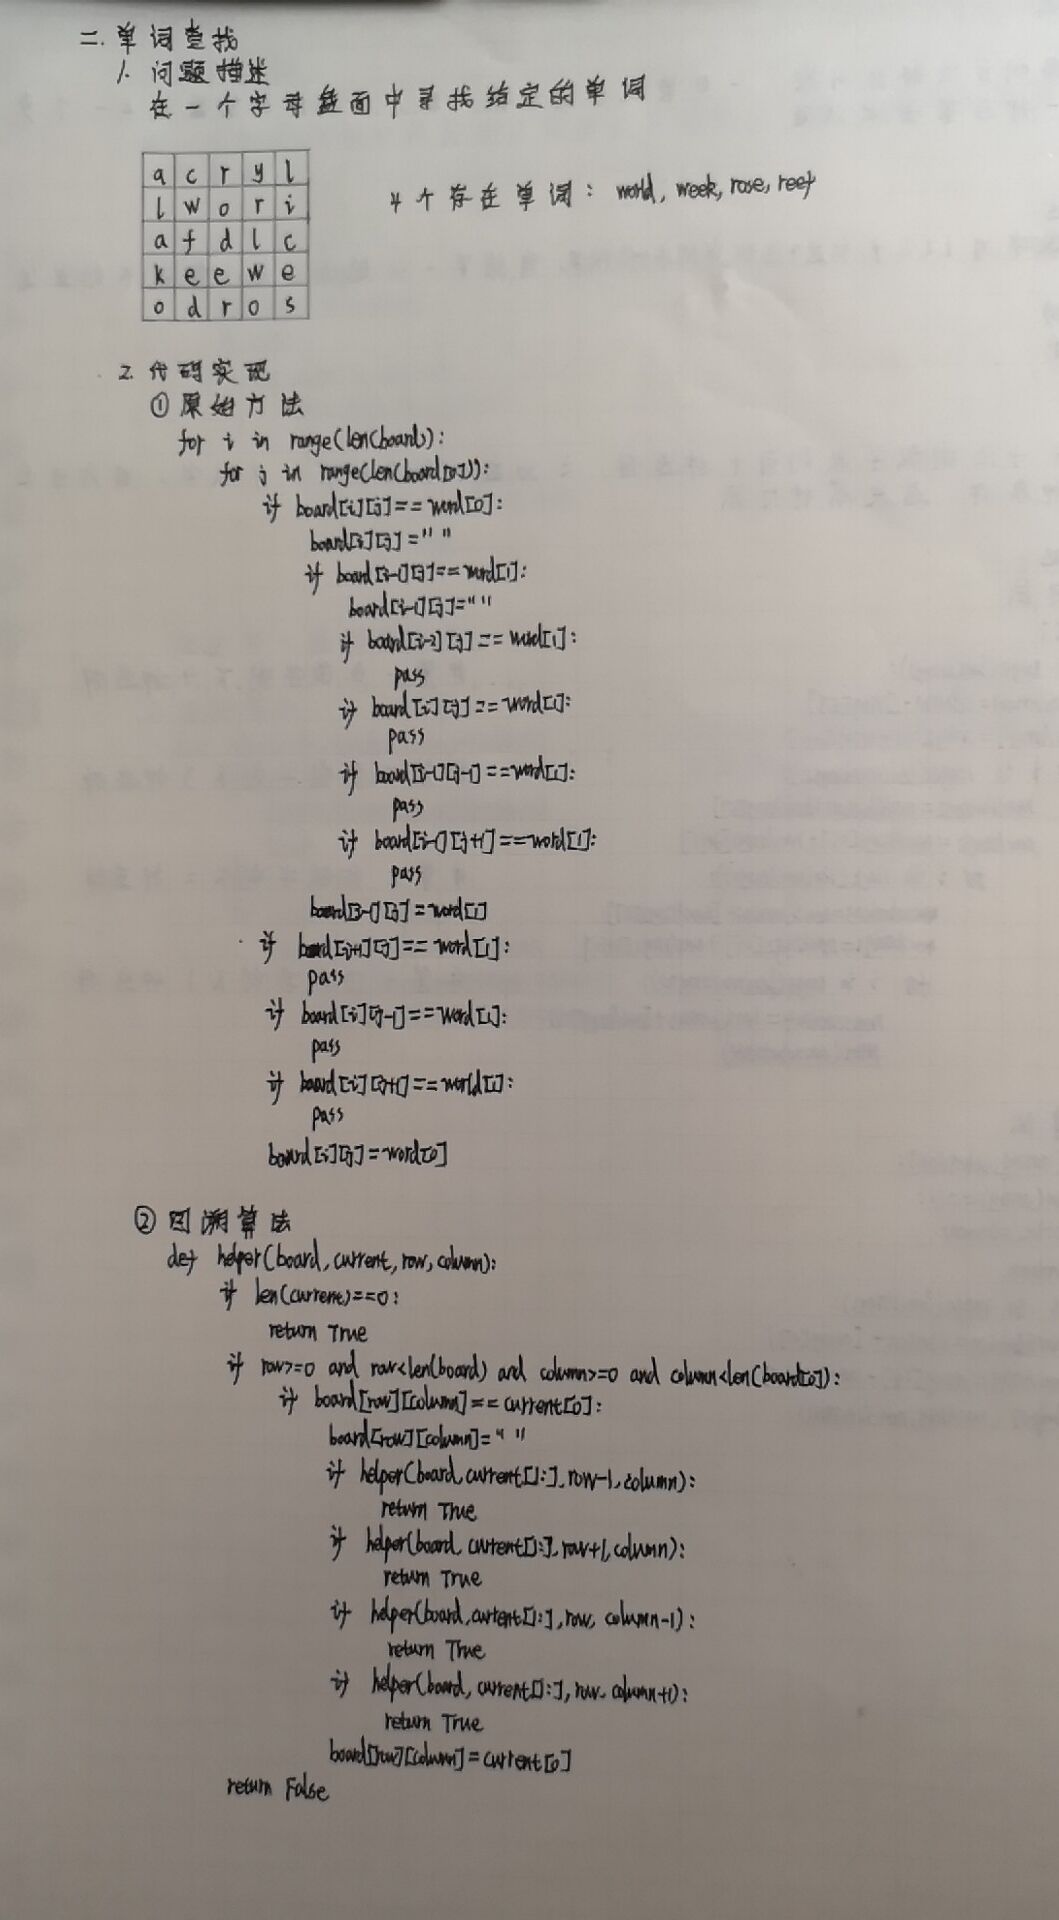 二. 单词查找
1. 问题描述
在一个字母盘面中寻找给定的单词
a c r y l
l w o r i
a f d l c
k e e w e
o d r o s
4个存在单词: world, week, rose, reef
2. 代码实现
① 原始方法
for i in range(len(board)):
for j in range(len(board[0])):
if board[i][j]==word[0]:
board[i][j]=" "
if board[i-1][j]==word[1]:
board[i-1][j]=" "
if board[i-2][j]==word[1]:
pass
if board[i][j]==word[1]:
pass
if board[i-1][j-1]==word[1]:
pass
if board[i-1][j+1]==word[1]:
pass
board[i-1][j]=word[1]
if board[i+1][j]==word[1]:
pass
if board[i][j-1]==word[1]:
pass
if board[i][j+1]==world[1]:
pass
board[i][j]=word[0]
② 回溯算法
def helper(board, current, row, column):
if len(current)==0:
return True
if row>=0 and row<len(board) and column>=0 and column<len(board[0]):
if board[row][column]==current[0]:
board[row][column]=" "
if helper(board, current[1:], row-1, column):
return True
if helper(board, current[1:], row+1, column):
return True
if helper(board, current[1:], row, column-1):
return True
if helper(board, current[1:], row, column+1):
return True
board[row][column]=current[0]
return False